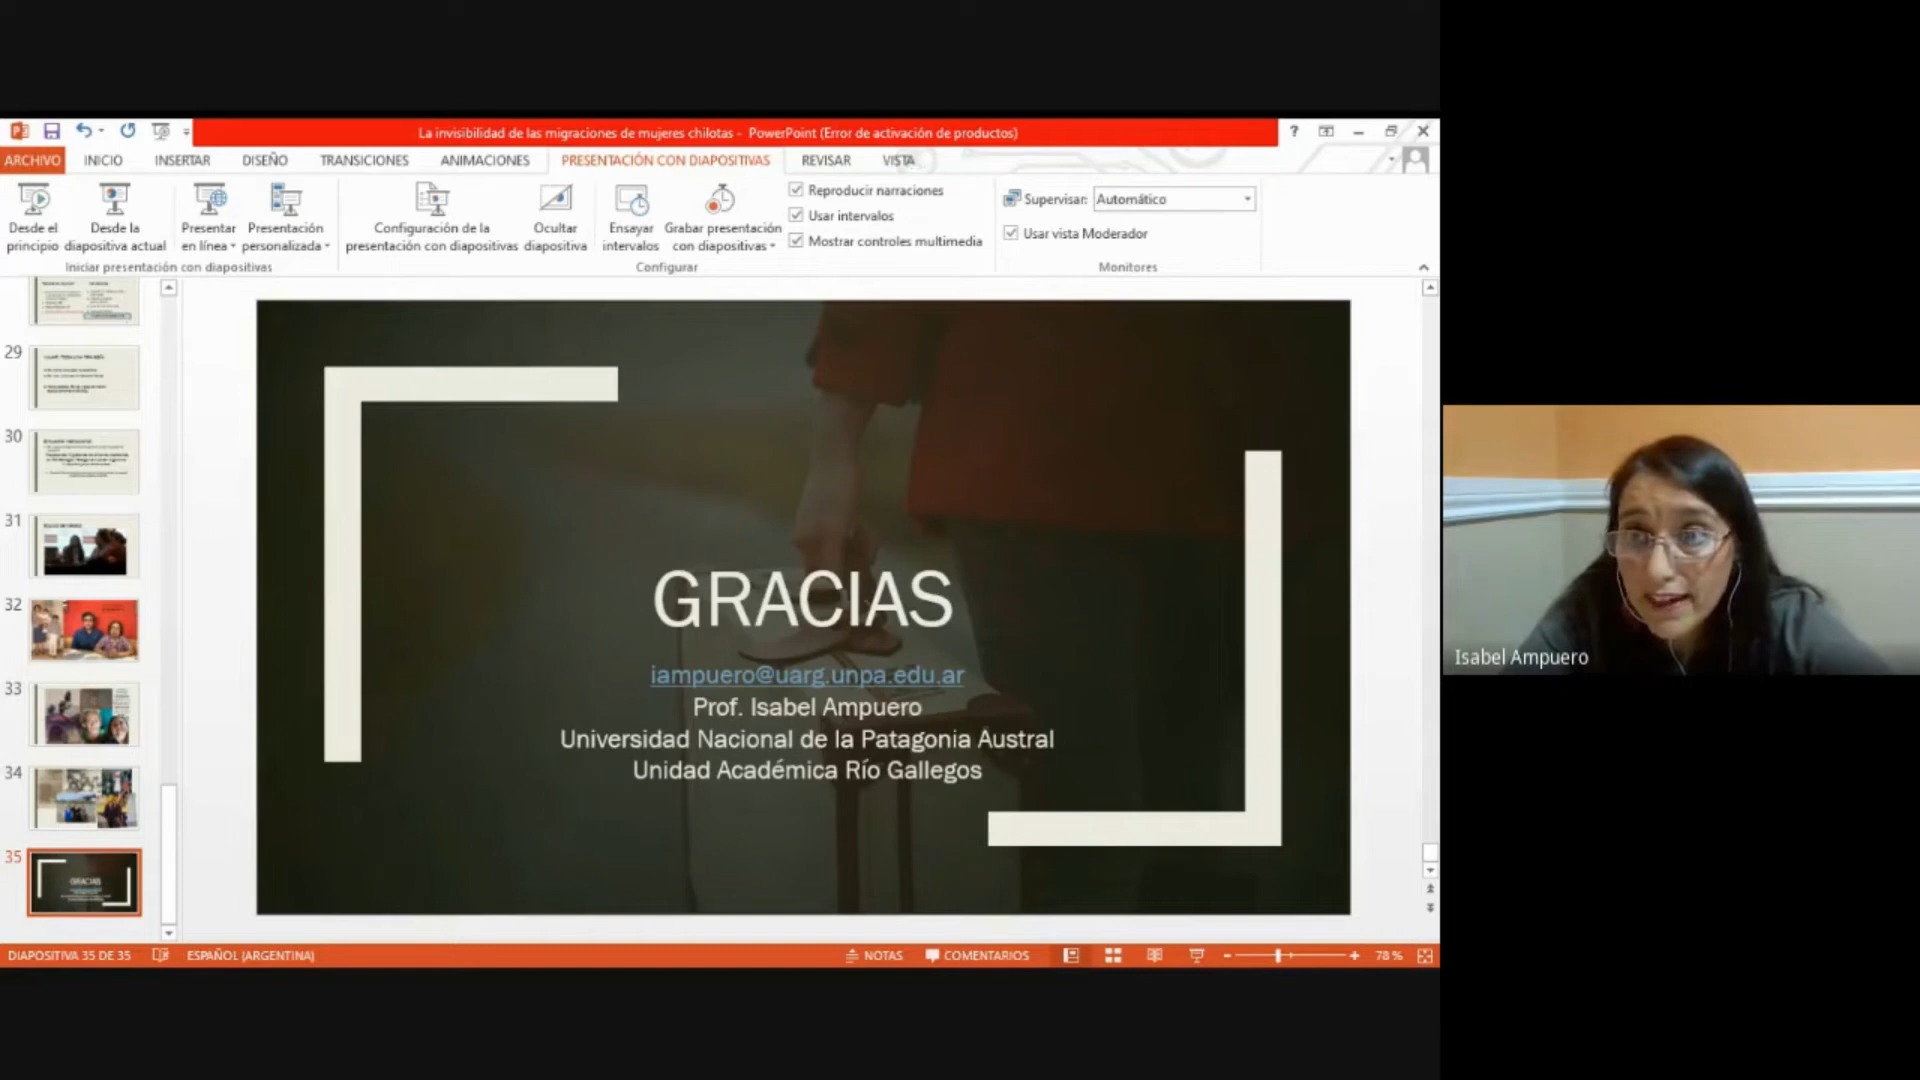 La invisibilidad de las migraciones de mujeres chilotas - PowerPoint (Error de activación de productos)
ARCHIVO INICIO INSERTAR DISEÑO TRANSICIONES ANIMACIONES PRESENTACIÓN CON DIAPOSITIVAS REVISAR VISTA
Desde el principio
Desde la diapositiva actual
Presentar en línea
Presentación personalizada
Iniciar presentación con diapositivas
Configuración de la presentación con diapositivas
Ocultar diapositiva
Ensayar intervalos
Grabar presentación con diapositivas
Reproducir narraciones
Usar intervalos
Mostrar controles multimedia
Configurar
Supervisar: Automático
Usar vista Moderador
Monitores
29
30
31
32
33
34
35
GRACIAS
iampuero@uarg.unpa.edu.ar
Prof. Isabel Ampuero
Universidad Nacional de la Patagonia Austral
Unidad Académica Río Gallegos
Isabel Ampuero
DIAPOSITIVA 35 DE 35 ESPAÑOL (ARGENTINA) NOTAS COMENTARIOS 78 %